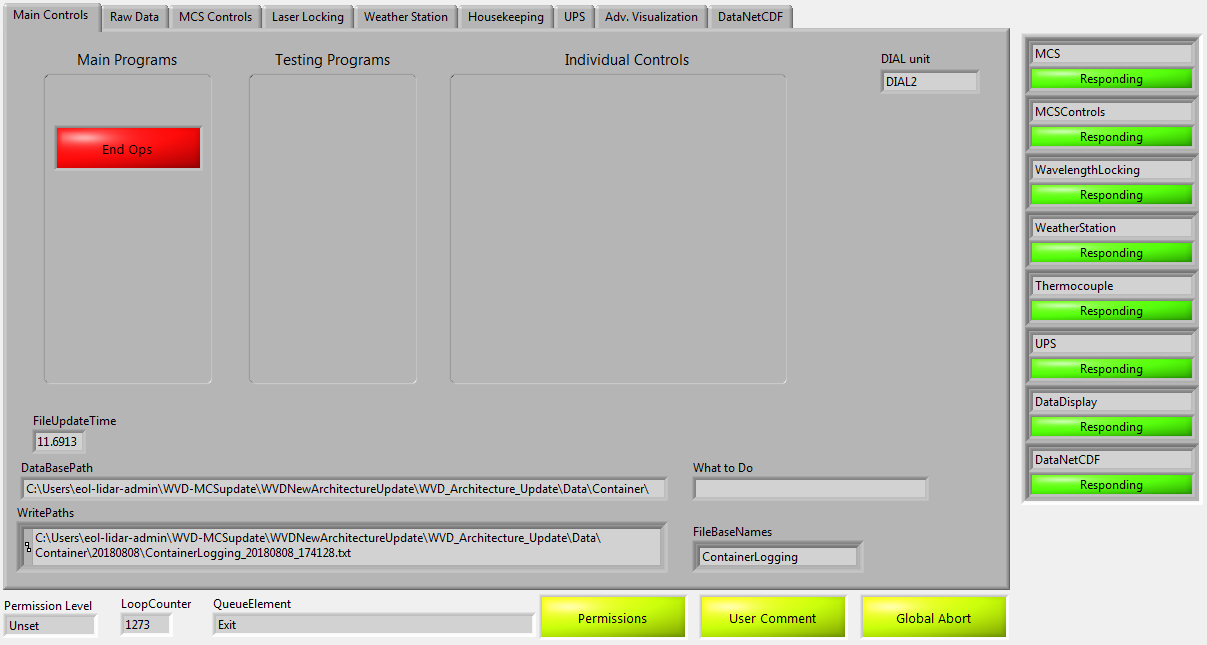 Main Controls
Raw Data
MCS Controls
Laser Locking
Weather Station
Housekeeping
UPS
Adv. Visualization
DataNetCDF
Main Programs
Testing Programs
Individual Controls
DIAL unit
DIAL2
End Ops
FileUpdateTime
11.6913
DataBasePath
C:\Users\eol-lidar-admin\WVD-MCSupdate\WVDNewArchitectureUpdate\WVD_Architecture_Update\Data\Container\
What to Do
WritePaths
C:\Users\eol-lidar-admin\WVD-MCSupdate\WVDNewArchitectureUpdate\WVD_Architecture_Update\Data\
Container\20180808\ContainerLogging_20180808_174128.txt
FileBaseNames
ContainerLogging
Permission Level
Unset
LoopCounter
1273
QueueElement
Exit
Permissions
User Comment
Global Abort
MCS
Responding
MCSControls
Responding
WavelengthLocking
Responding
WeatherStation
Responding
Thermocouple
Responding
UPS
Responding
DataDisplay
Responding
DataNetCDF
Responding